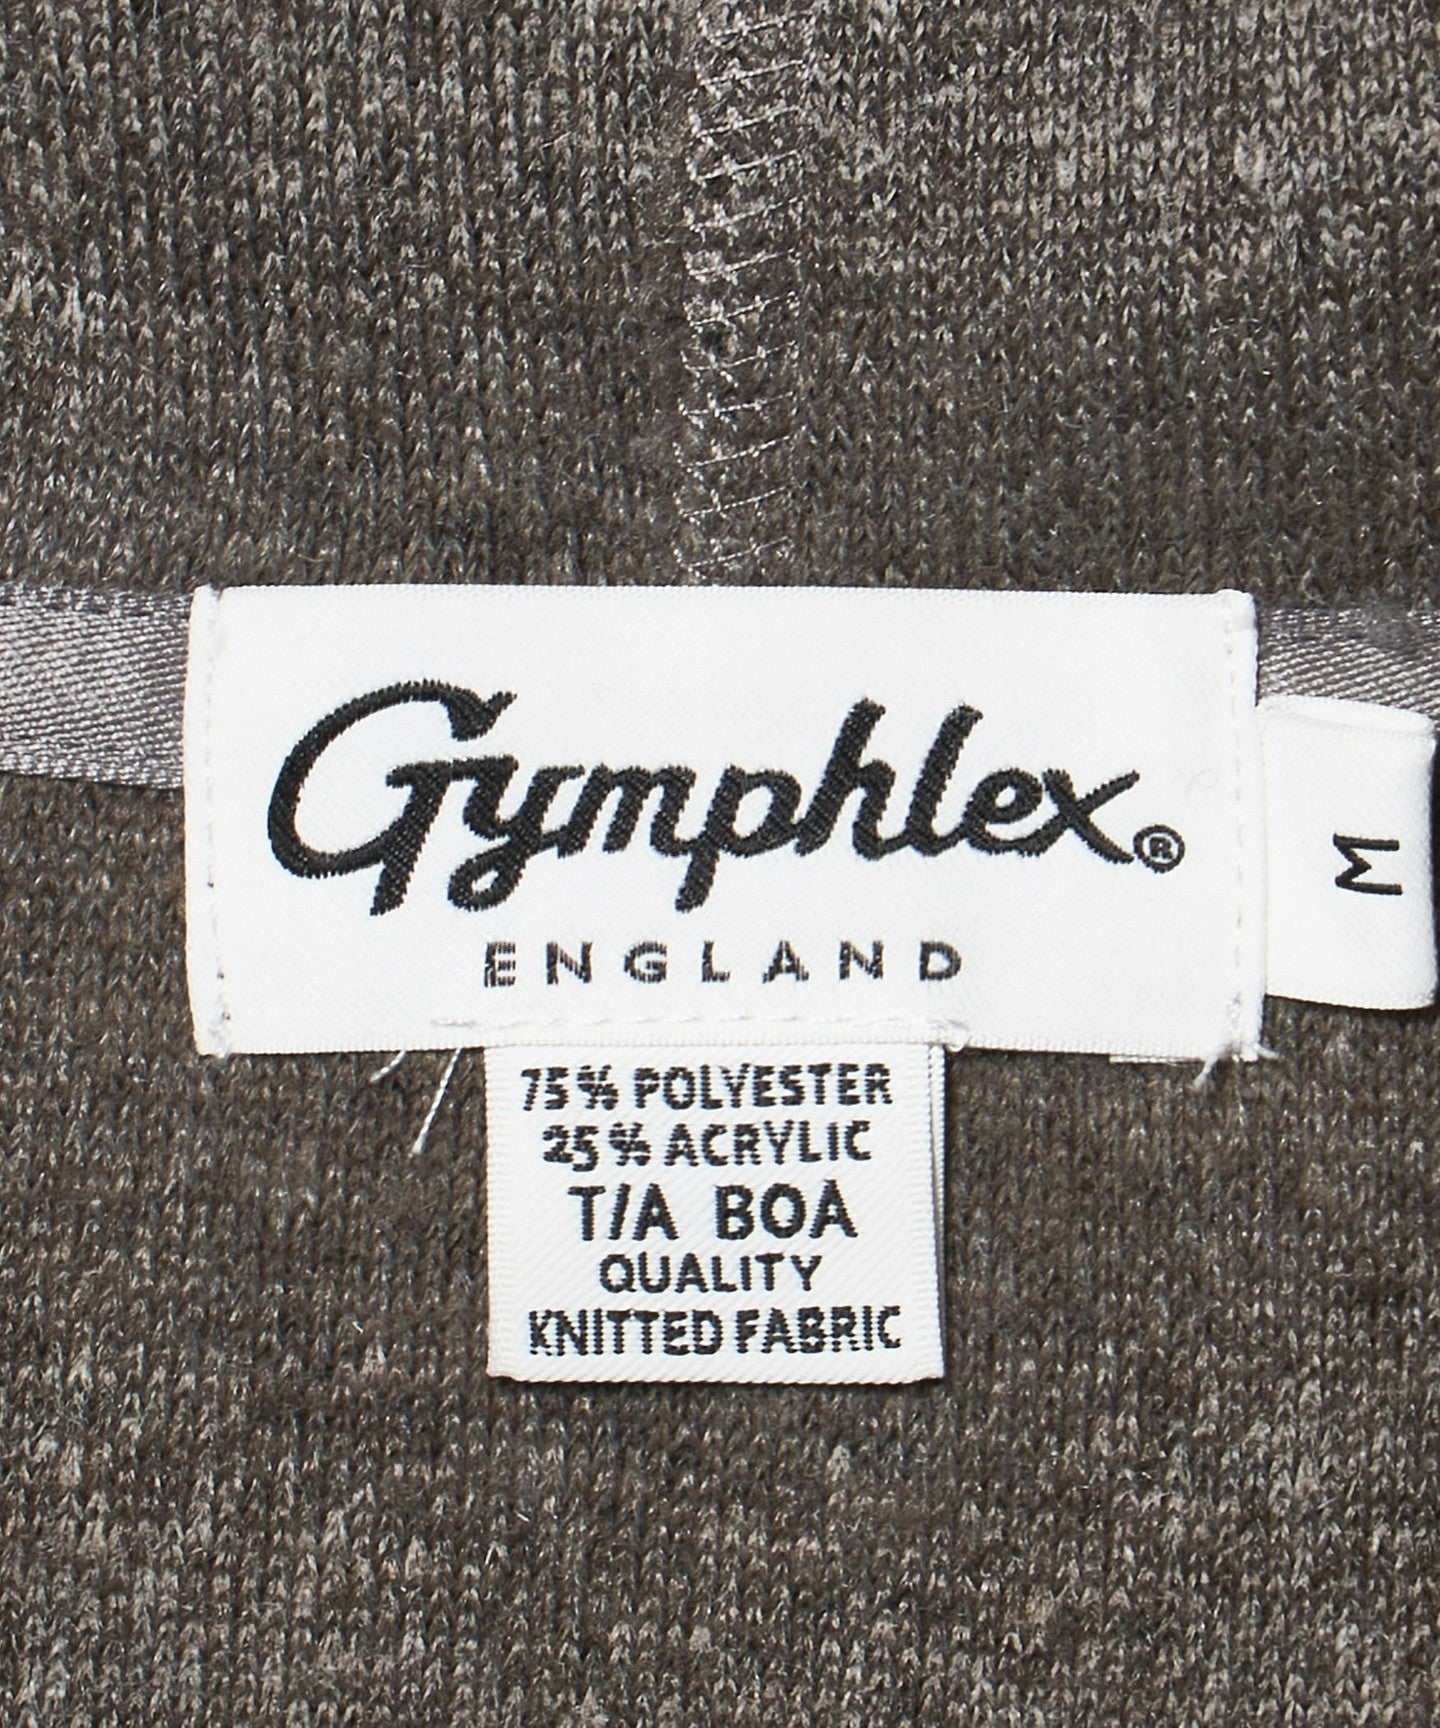 Gymphlex®
ENGLAND
M
75% POLYESTER
25% ACRYLIC
T/A BOA
QUALITY
KNITTED FABRIC